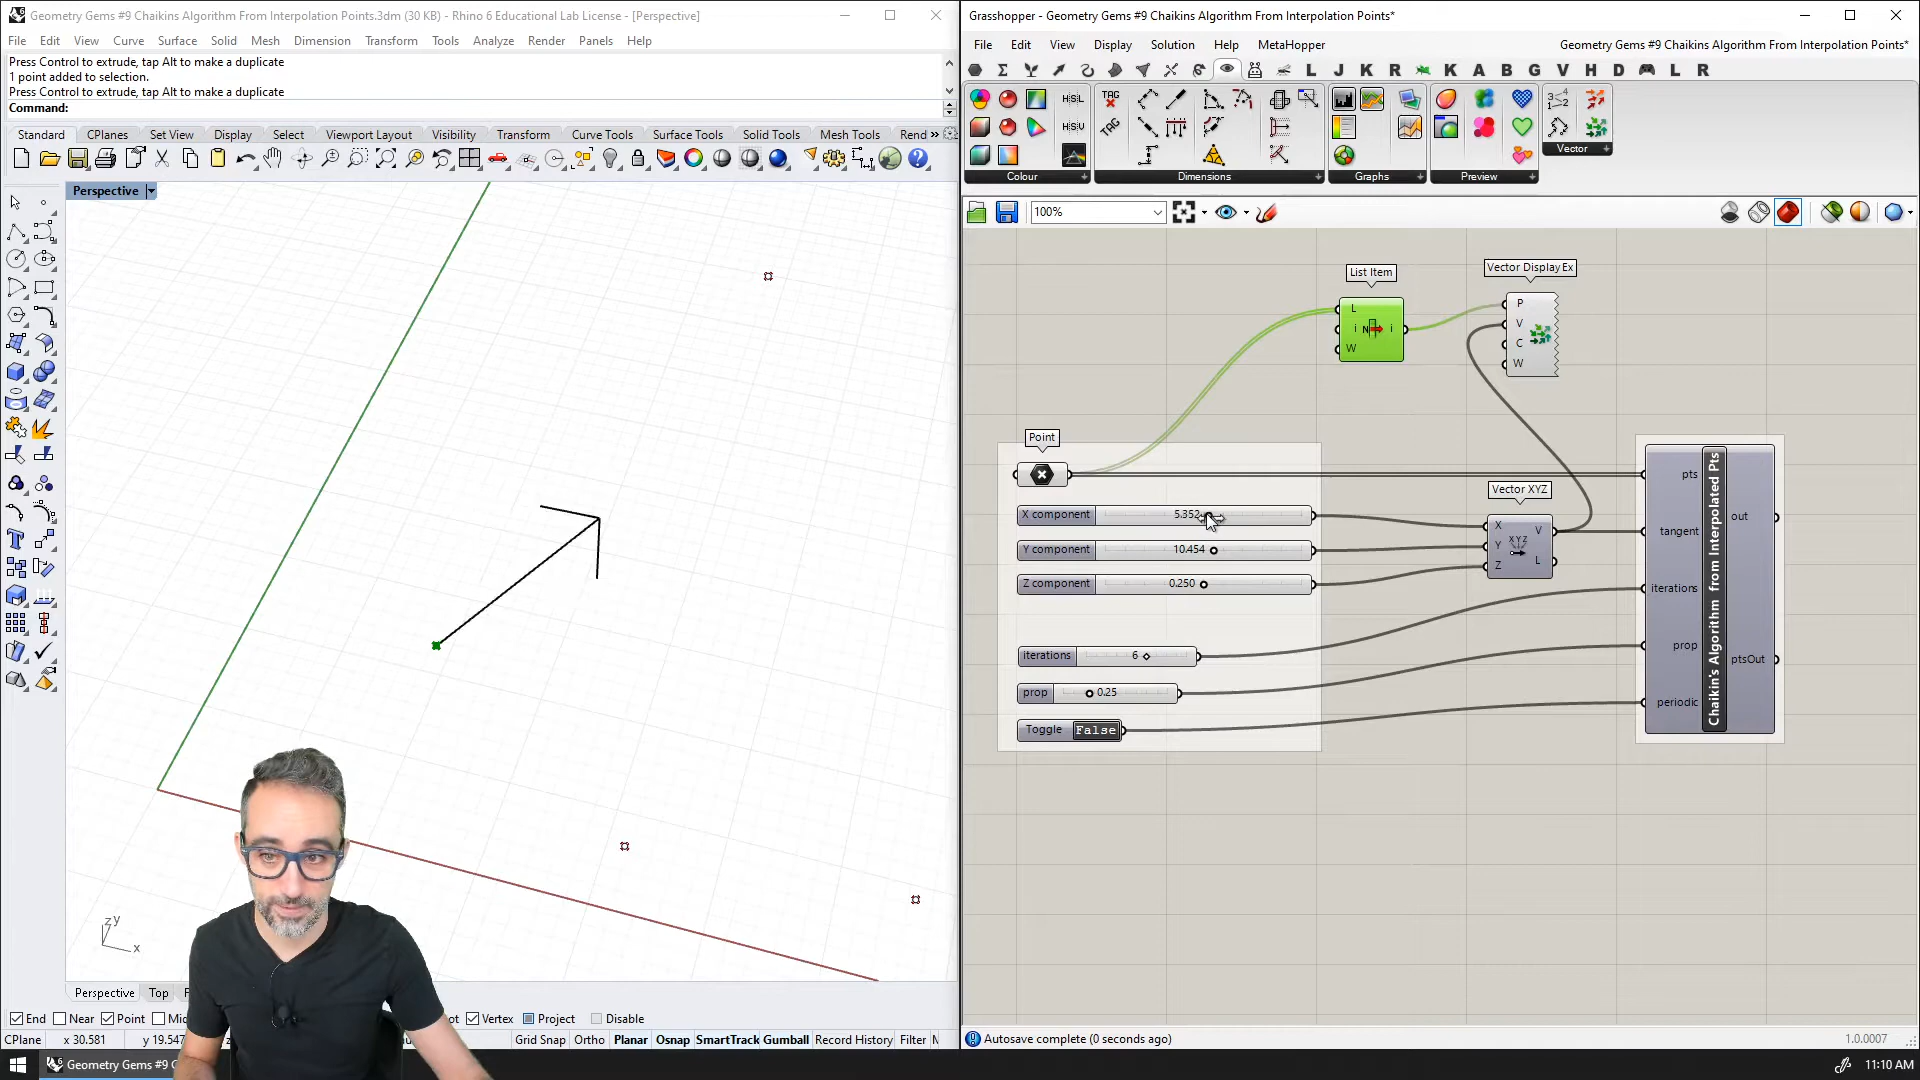 Geometry Gems #9 Chaikins Algorithm From Interpolation Points.3dm (30 KB) - Rhino 6 Educational Lab License - [Perspective]
File Edit View Curve Surface Solid Mesh Dimension Transform Tools Analyze Render Panels Help
Press Control to extrude, tap Alt to make a duplicate
1 point added to selection.
Press Control to extrude, tap Alt to make a duplicate
Command:
Standard CPlanes Set View Display Select Viewport Layout Visibility Transform Curve Tools Surface Tools Solid Tools Mesh Tools Rend »
Perspective
z y
x
Perspective Top
End Near Point Vertex Project Disable
CPlane x 30.581 y 19.547 Grid Snap Ortho Planar Osnap SmartTrack Gumball Record History Filter
Geometry Gems #9 C
Grasshopper - Geometry Gems #9 Chaikins Algorithm From Interpolation Points*
File Edit View Display Solution Help MetaHopper Geometry Gems #9 Chaikins Algorithm From Interpolation Points*
L J K R K A B G V H D L R
HSL TAG
HSV TAG
Colour Dimensions Graphs Preview Vector
100%
List Item
L
i N i
W
Vector Display Ex
P
V
C
W
Point
X component 5.352
Y component 10.454
Z component 0.250
iterations 6
prop 0.25
Toggle False
Vector XYZ
X V
Y XYZ
Z L
pts
tangent
iterations
prop
periodic
Chaikin's Algorithm from Interpolated Pts
out
ptsOut
Autosave complete (0 seconds ago) 1.0.0007
11:10 AM